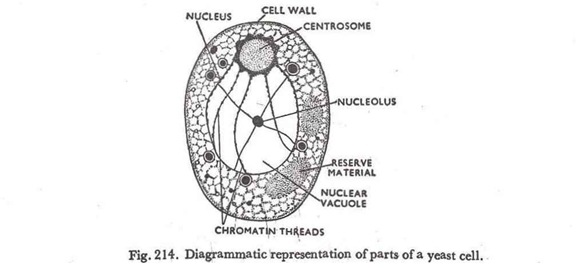 CELL WALL
NUCLEUS
CENTROSOME
NUCLEOLUS
RESERVE
MATERIAL
NUCLEAR
VACUOLE
CHROMATIN THREADS
Fig. 214. Diagrammatic representation of parts of a yeast cell.